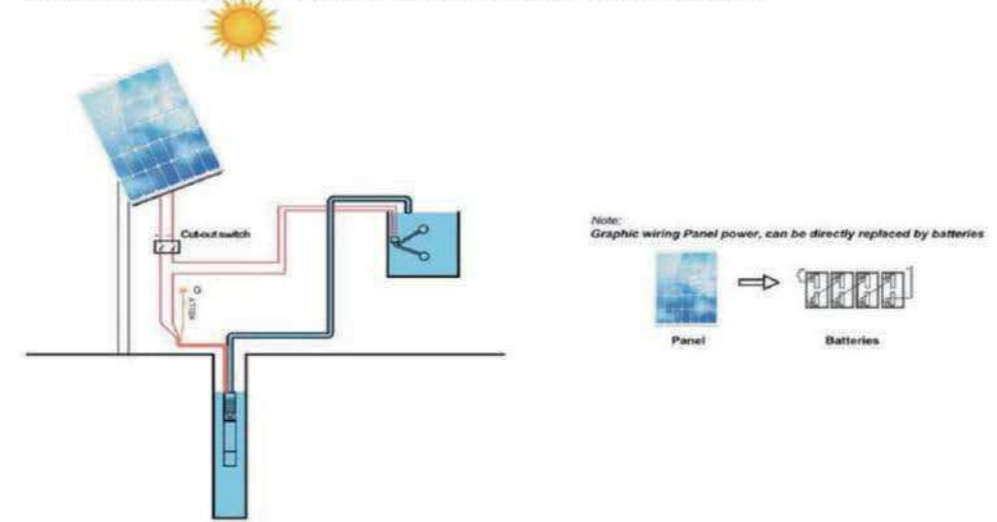 Cut-out switch
G
Note:
Graphic wiring Panel power, can be directly replaced by batteries
Panel
Batteries